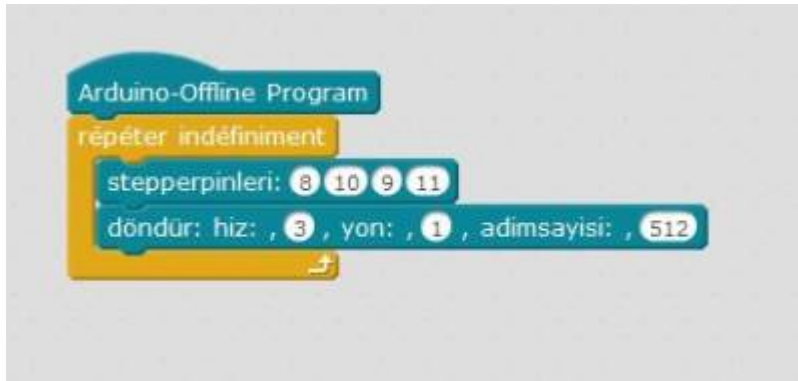 Arduino-Offline Program
répéter indéfiniment
stepperpinleri: 8 10 9 11
döndür: hiz: , 3 , yon: , 1 , adimsayisi: , 512